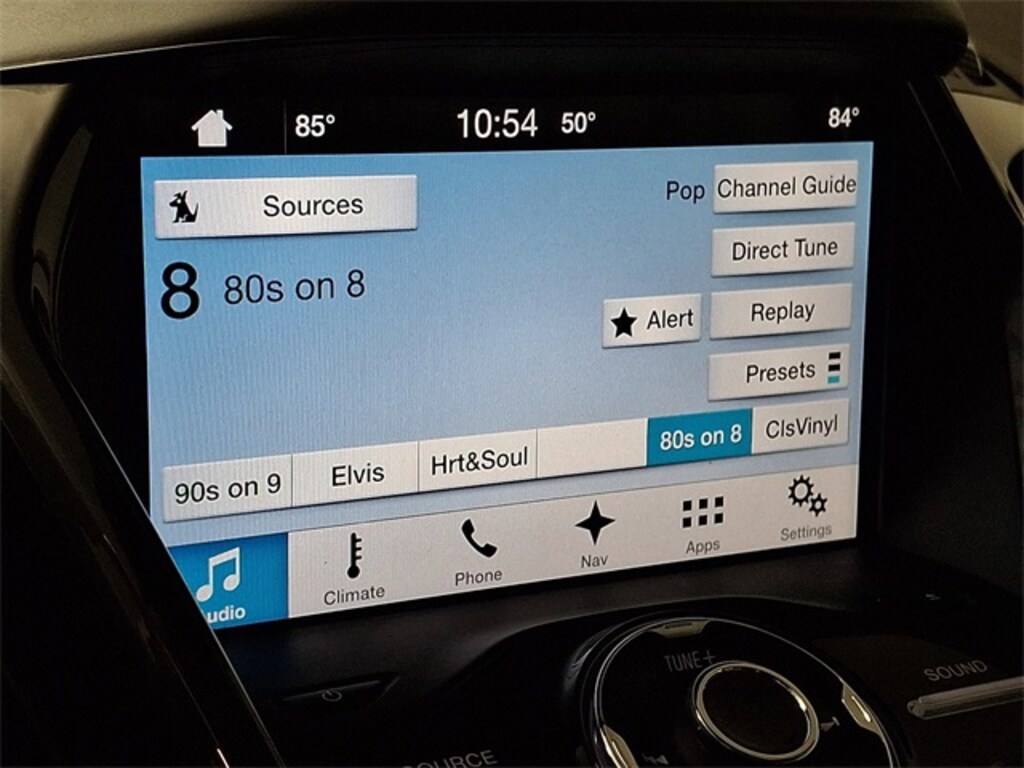 85° 10:54 50° 84°
Sources
Pop Channel Guide
8 80s on 8
Direct Tune
Alert Replay
Presets
90s on 9 Elvis Hrt&Soul 80s on 8 ClsVinyl
udio Climate Phone Nav Apps Settings
TUNE+
SOUND
OURCE